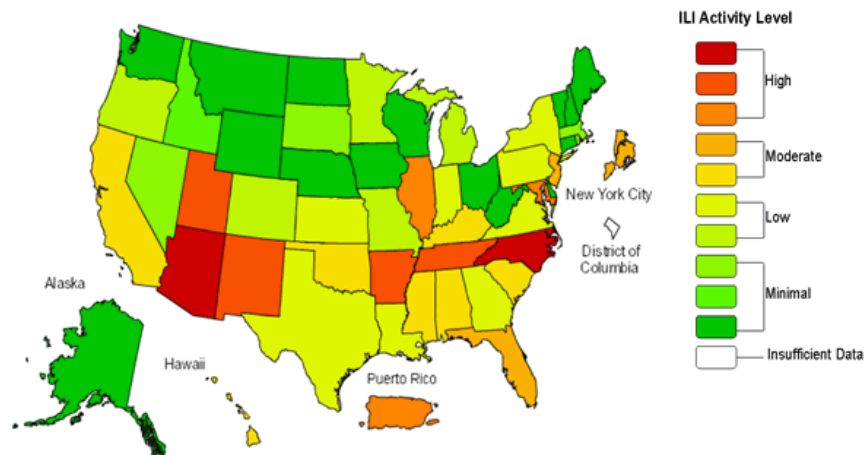 ILI Activity Level
High
Moderate
Low
Minimal
Insufficient Data
New York City
District of
Columbia
Alaska
Hawaii
Puerto Rico